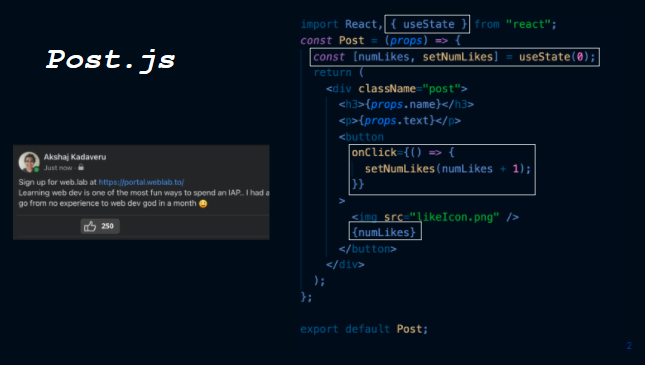 Post.js
Akshaj Kadaveru
Just now ·
Sign up for web.lab at https://portal.weblab.to/
Learning web dev is one of the most fun ways to spend an IAP.. I had a
go from no experience to web dev god in a month 😀
250
import React, { useState } from "react";
const Post = (props) => {
const [numLikes, setNumLikes] = useState(0);
return (
<div className="post">
<h3>{props.name}</h3>
<p>{props.text}</p>
<button
onClick={() => {
setNumLikes(numLikes + 1);
}}
>
<img src="likeIcon.png" />
{numLikes}
</button>
</div>
);
};
export default Post;
2